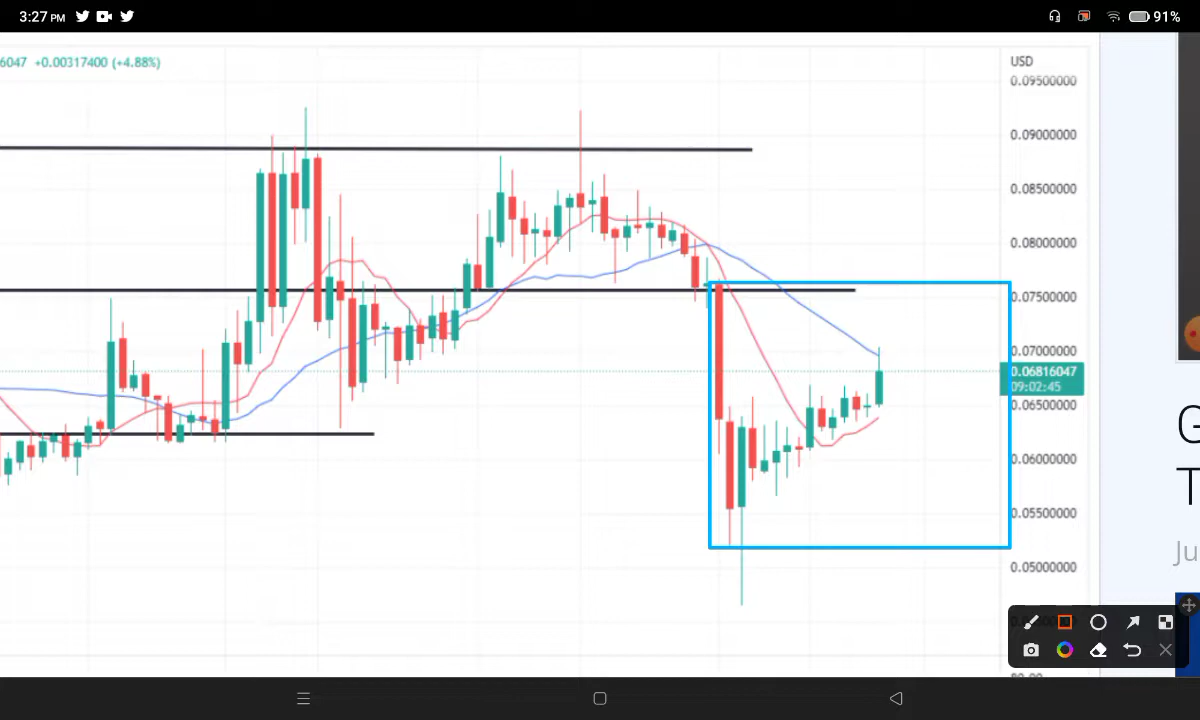 3:27 PM
91%
6047 +0.00317400 (+4.88%)
USD
0.09500000
0.09000000
0.08500000
0.08000000
0.07500000
0.07000000
0.06816047
09:02:45
0.06500000
0.06000000
0.05500000
0.05000000
G
T
Ju